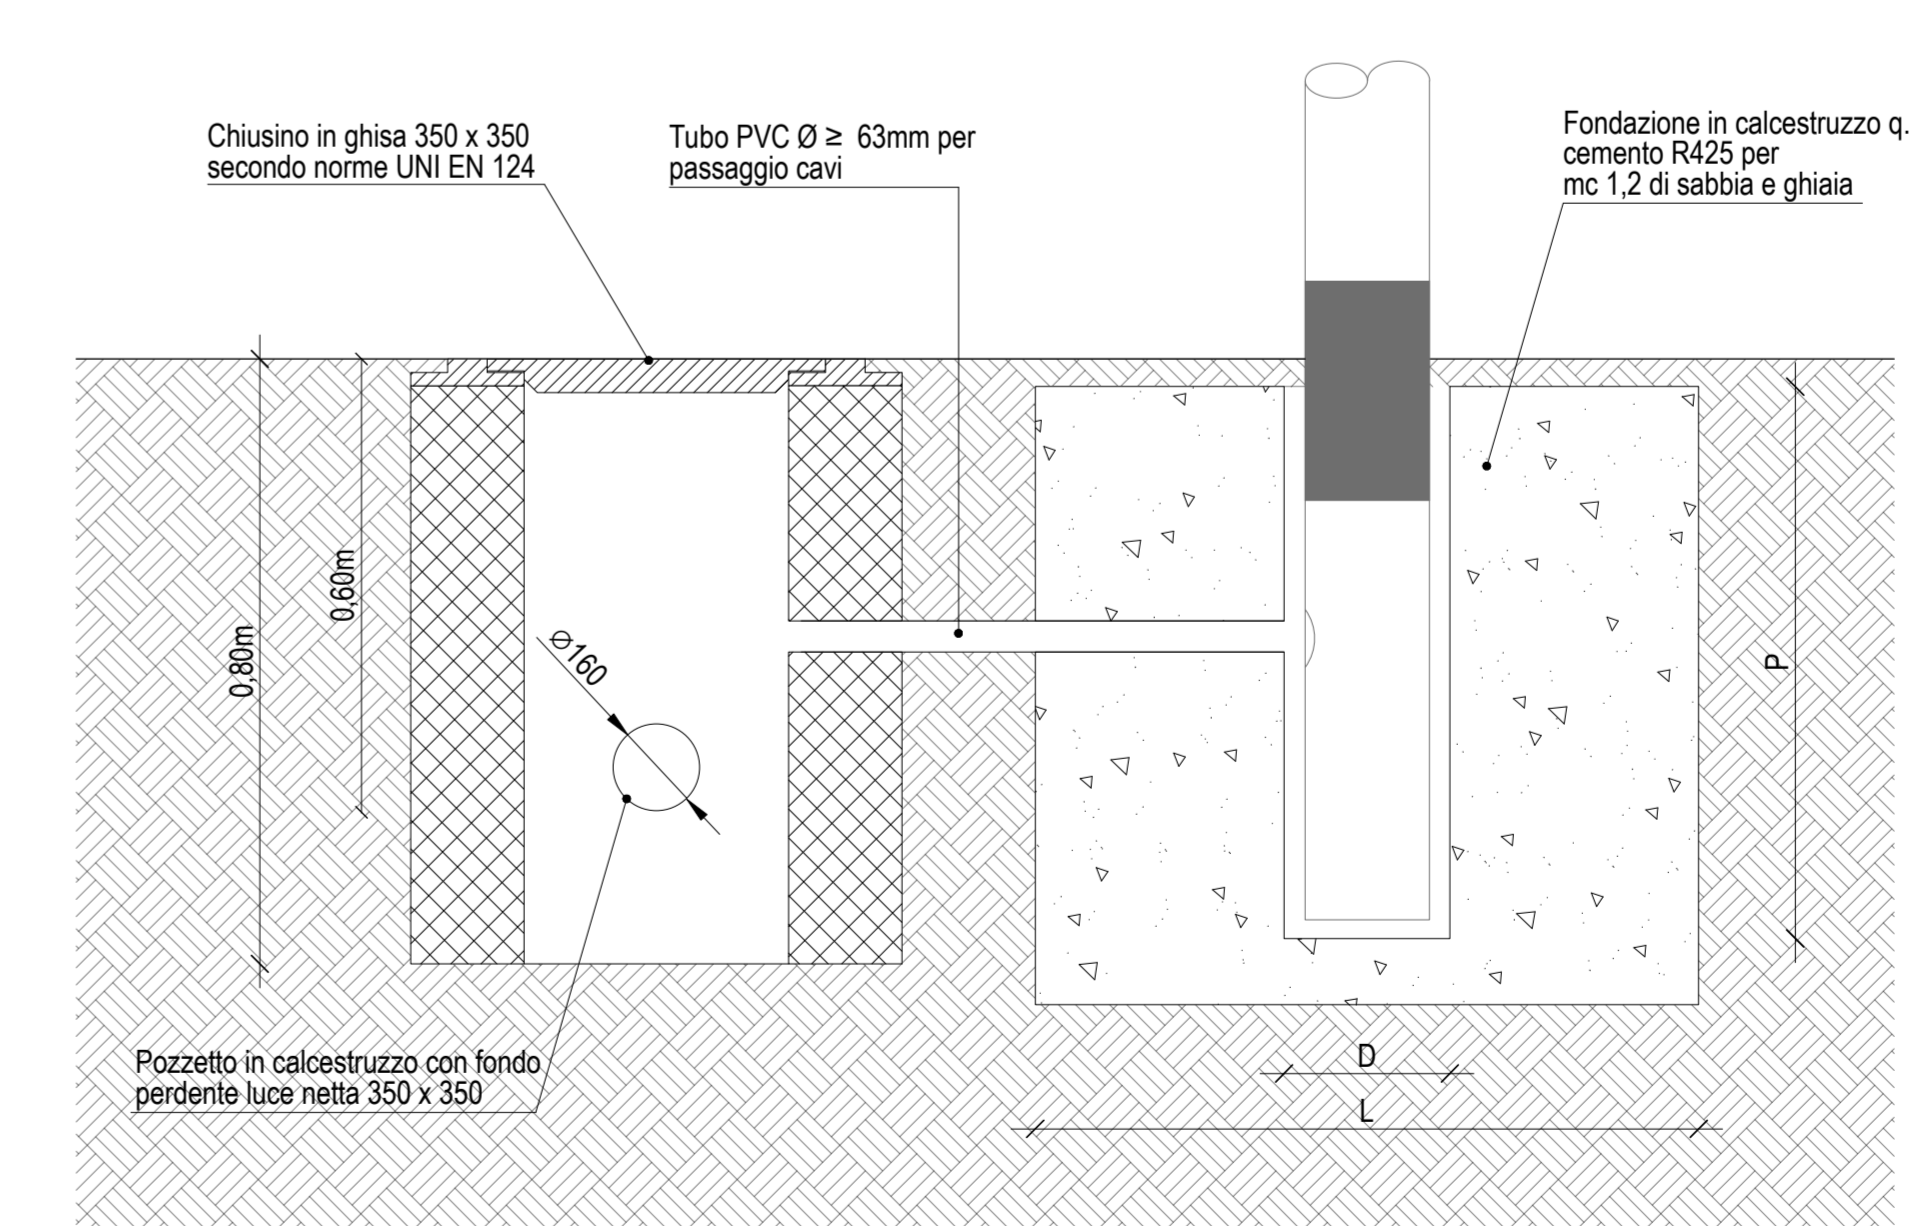 Chiusino in ghisa 350 x 350
secondo norme UNI EN 124
Tubo PVC Ø ≥ 63mm per
passaggio cavi
Fondazione in calcestruzzo q.
cemento R425 per
mc 1,2 di sabbia e ghiaia
0,80m
0,60m
Ø160
P
Pozzetto in calcestruzzo con fondo
perdente luce netta 350 x 350
D
L